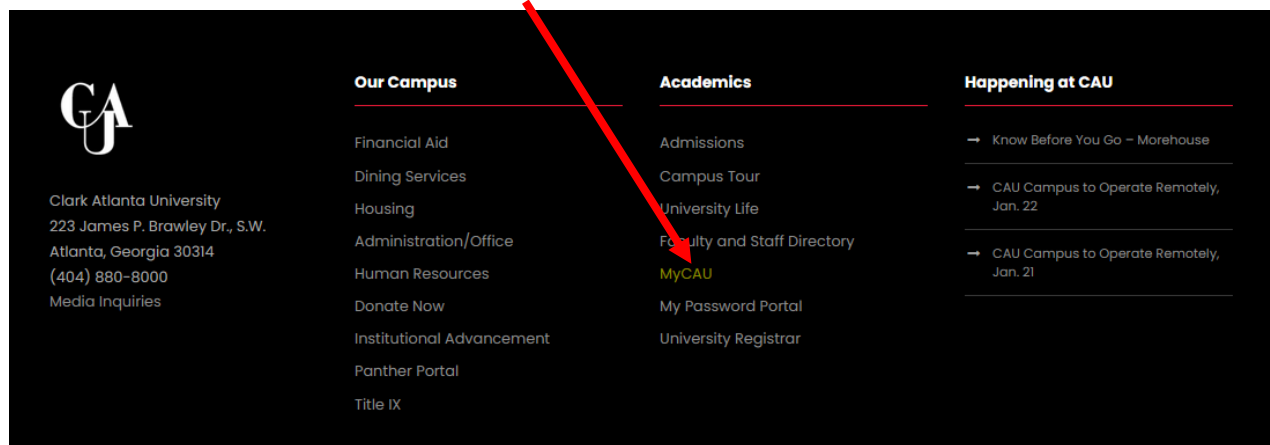 CAU
Clark Atlanta University
223 James P. Brawley Dr., S.W.
Atlanta, Georgia 30314
(404) 880-8000
Media Inquiries
Our Campus
Financial Aid
Dining Services
Housing
Administration/Office
Human Resources
Donate Now
Institutional Advancement
Panther Portal
Title IX
Academics
Admissions
Campus Tour
University Life
Faculty and Staff Directory
MyCAU
My Password Portal
University Registrar
Happening at CAU
→ Know Before You Go – Morehouse
→ CAU Campus to Operate Remotely,
Jan. 22
→ CAU Campus to Operate Remotely,
Jan. 21